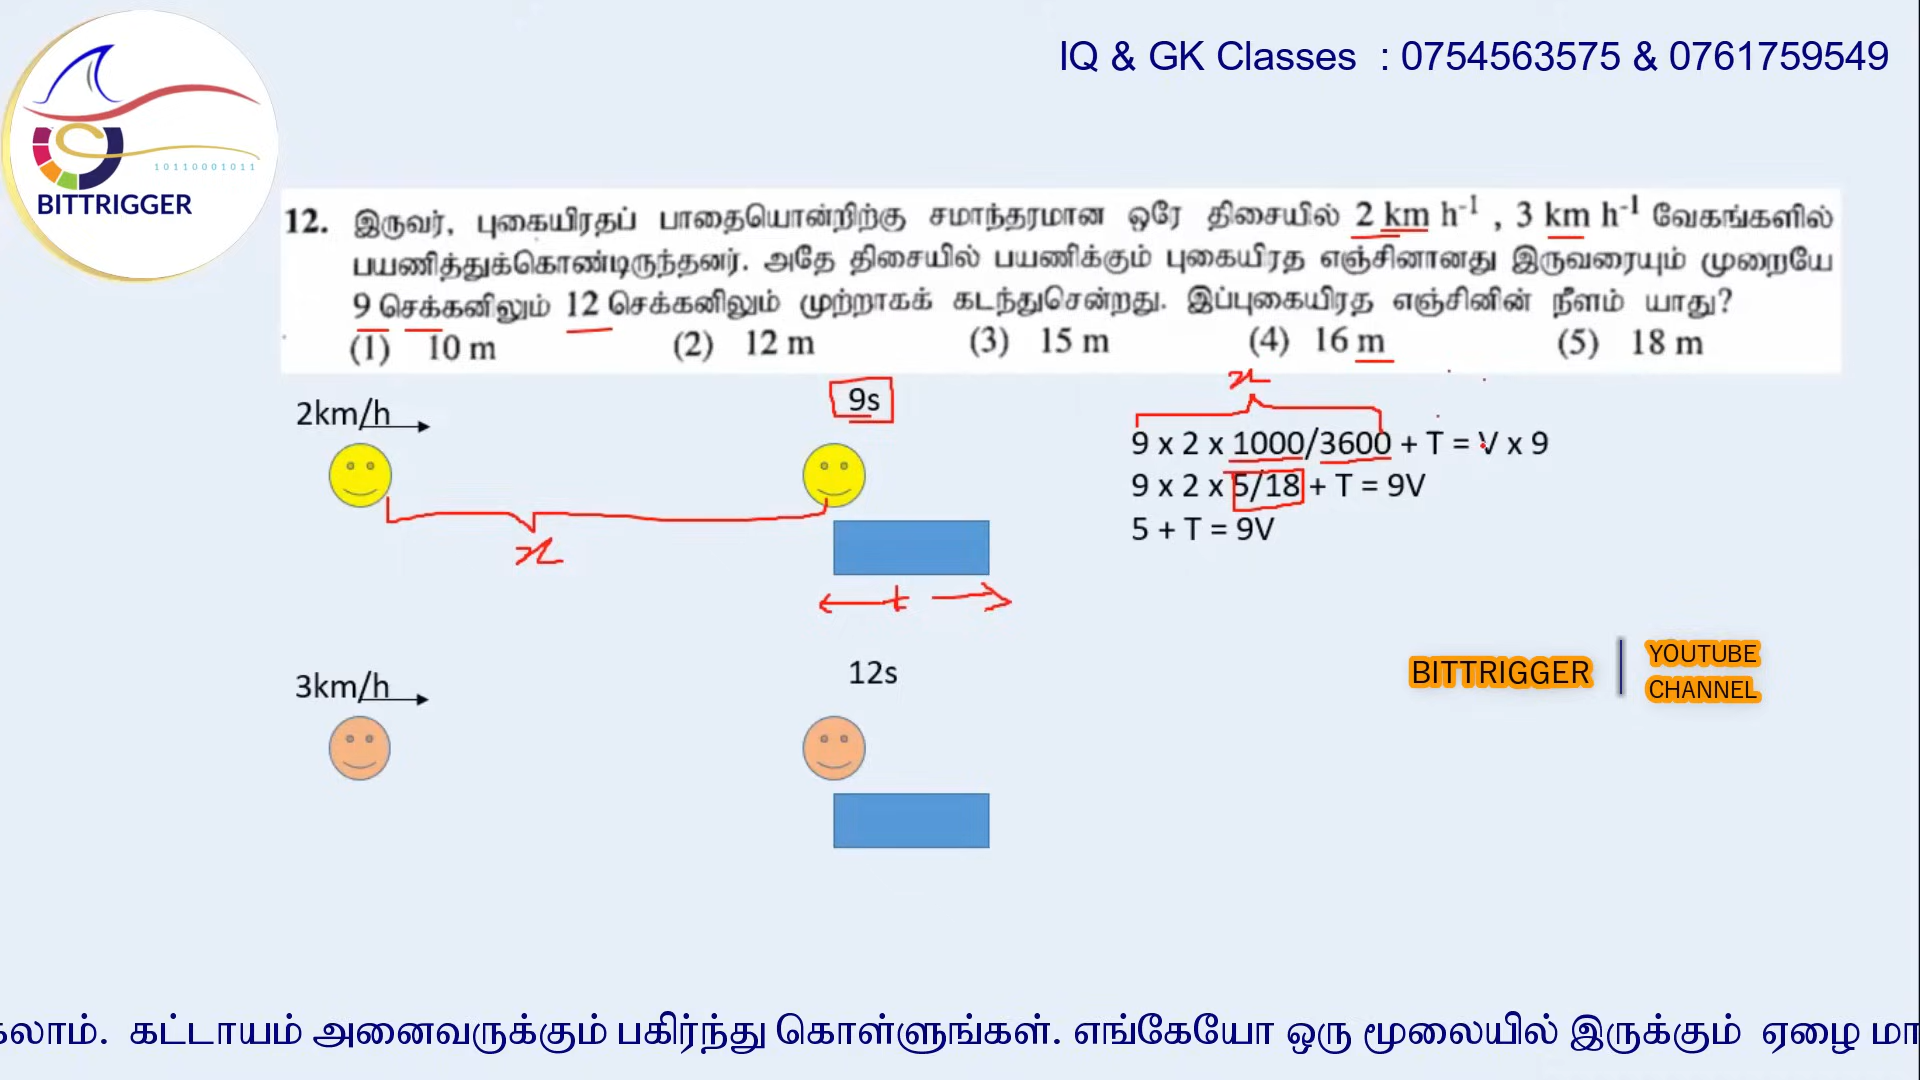 IQ & GK Classes : 0754563575 & 0761759549
10110001011
BITTRIGGER
12. இருவர், புகையிரதப் பாதையொன்றிற்கு சமாந்தரமான ஒரே திசையில் 2 km h⁻¹ , 3 km h⁻¹ வேகங்களில்
பயணித்துக்கொண்டிருந்தனர். அதே திசையில் பயணிக்கும் புகையிரத எஞ்சினானது இருவரையும் முறையே
9 செக்கனிலும் 12 செக்கனிலும் முற்றாகக் கடந்துசென்றது. இப்புகையிரத எஞ்சினின் நீளம் யாது?
(1) 10 m (2) 12 m (3) 15 m (4) 16 m (5) 18 m
2km/h
9s
x
9 x 2 x 1000/3600 + T = V x 9
9 x 2 x 5/18 + T = 9V
5 + T = 9V
x
t
3km/h
12s
BITTRIGGER
YOUTUBE
CHANNEL
கலாம். கட்டாயம் அனைவருக்கும் பகிர்ந்து கொள்ளுங்கள். எங்கேயோ ஒரு மூலையில் இருக்கும் ஏழை மா